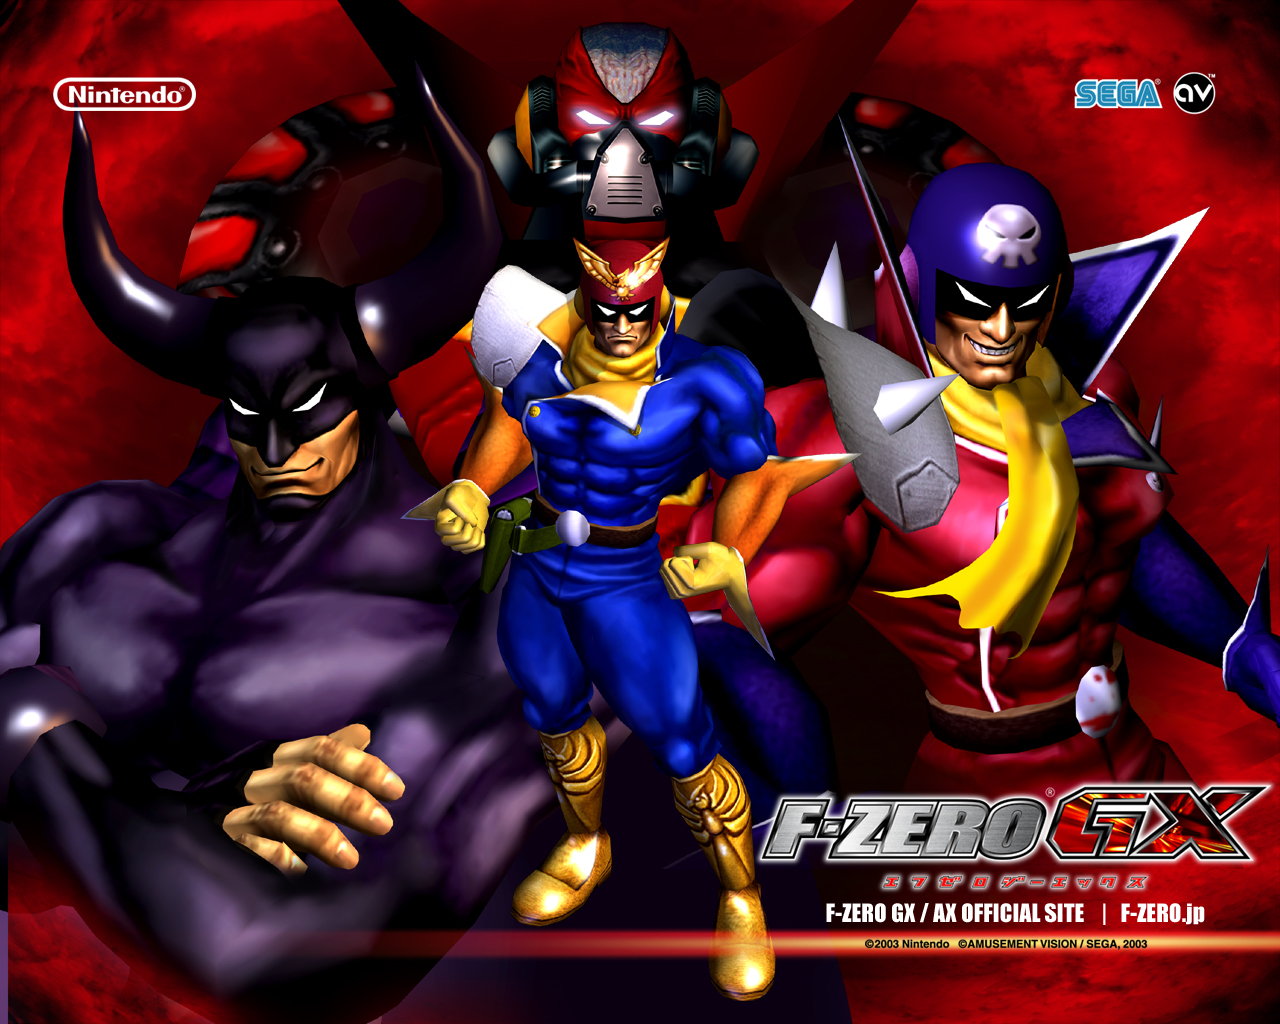 Nintendo®
SEGA® av™
F-ZERO® GX
エフゼロ ジーエックス
F-ZERO GX / AX OFFICIAL SITE | F-ZERO.jp
©2003 Nintendo ©AMUSEMENT VISION / SEGA, 2003